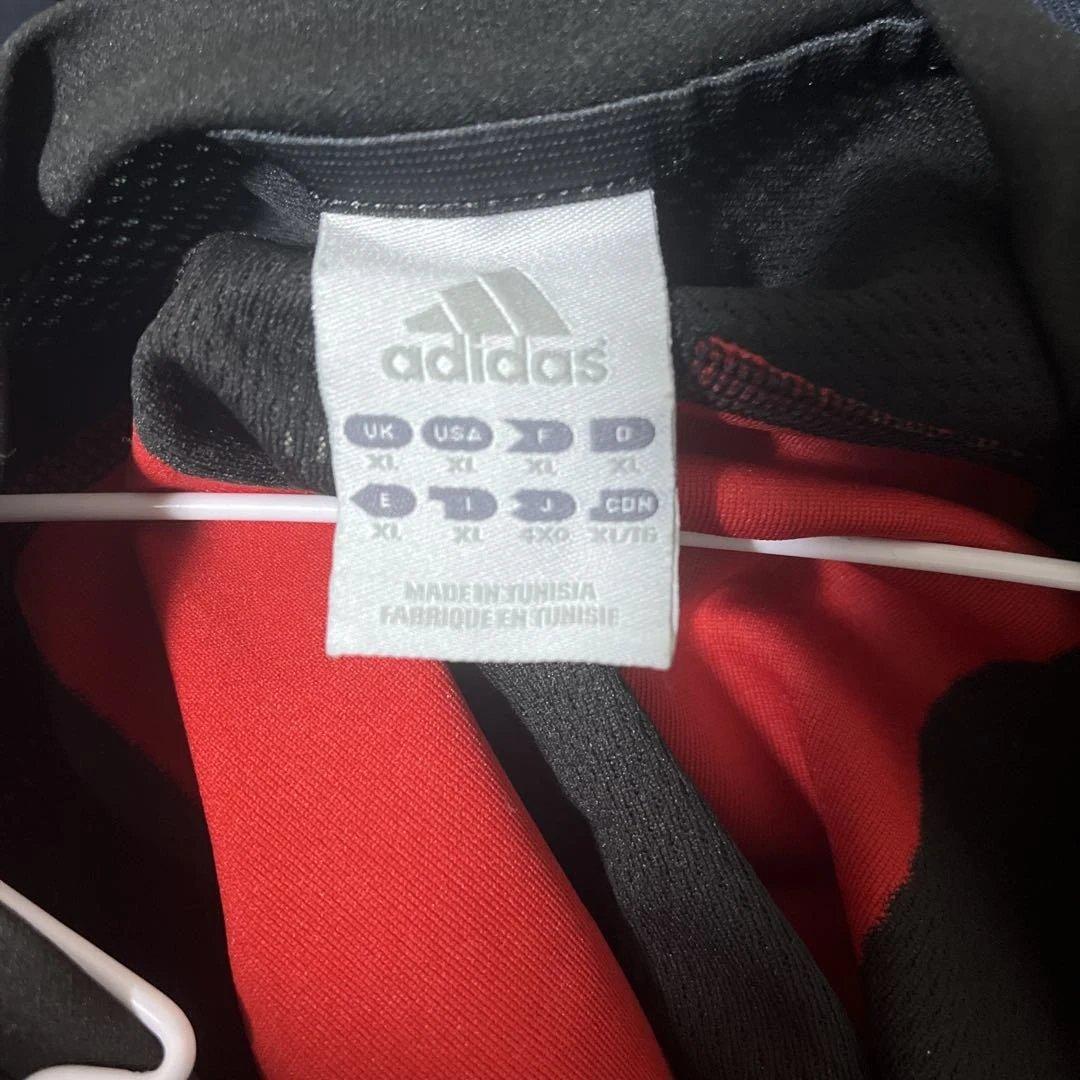 adidas
UK USA F D
XL XL XL XL
E I J CDN
XL XL 4XO XL/TG
MADE IN TUNISIA
FABRIQUE EN TUNISIE